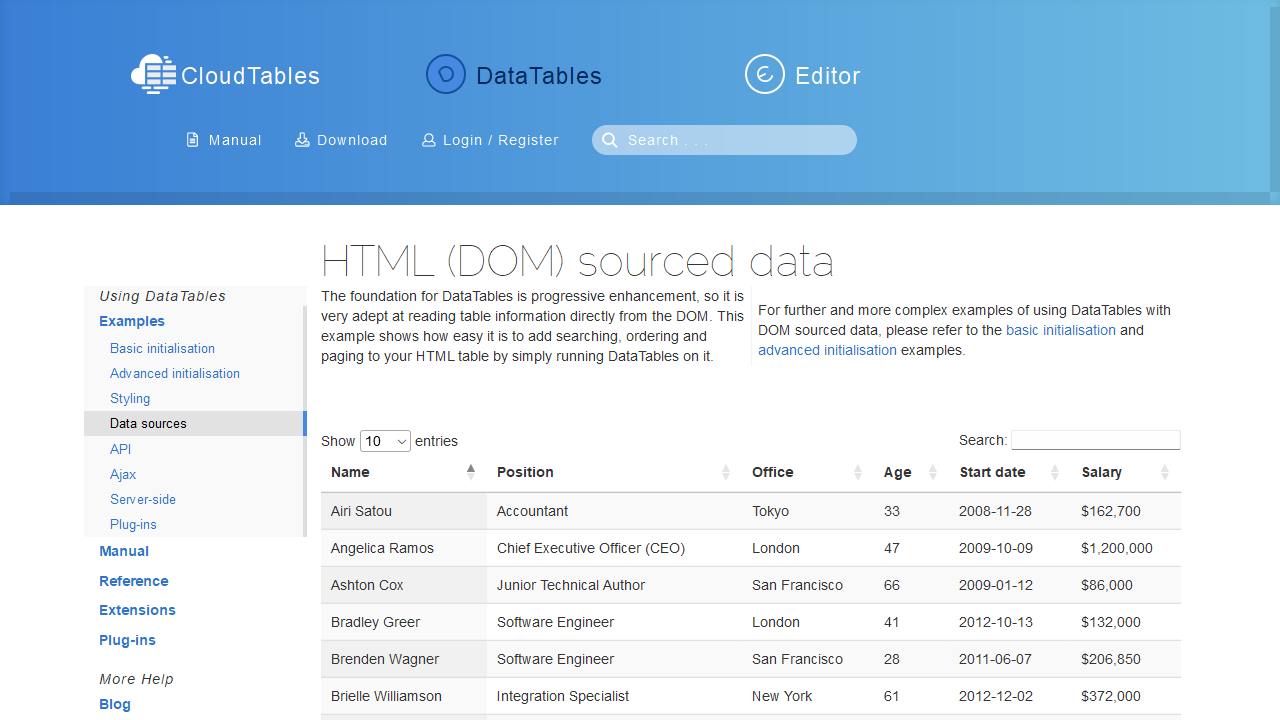 CloudTables DataTables Editor
Manual Download Login / Register Search . . .
HTML (DOM) sourced data
Using DataTables
Examples
Basic initialisation
Advanced initialisation
Styling
Data sources
API
Ajax
Server-side
Plug-ins
Manual
Reference
Extensions
Plug-ins
More Help
Blog
The foundation for DataTables is progressive enhancement, so it is
very adept at reading table information directly from the DOM. This
example shows how easy it is to add searching, ordering and
paging to your HTML table by simply running DataTables on it.
For further and more complex examples of using DataTables with
DOM sourced data, please refer to the basic initialisation and
advanced initialisation examples.
Show 10 entries Search:
Name Position Office Age Start date Salary
Airi Satou Accountant Tokyo 33 2008-11-28 $162,700
Angelica Ramos Chief Executive Officer (CEO) London 47 2009-10-09 $1,200,000
Ashton Cox Junior Technical Author San Francisco 66 2009-01-12 $86,000
Bradley Greer Software Engineer London 41 2012-10-13 $132,000
Brenden Wagner Software Engineer San Francisco 28 2011-06-07 $206,850
Brielle Williamson Integration Specialist New York 61 2012-12-02 $372,000